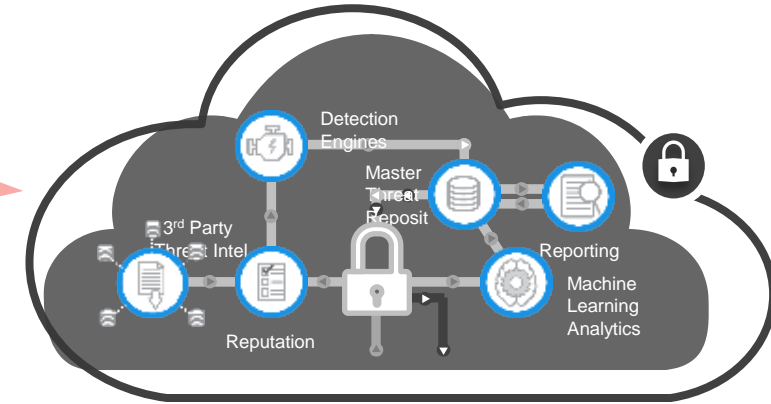 Detection
Engines
Master
Threat
Reposit
3rd Party
Threat Intel
Reporting
Machine
Learning
Analytics
Reputation